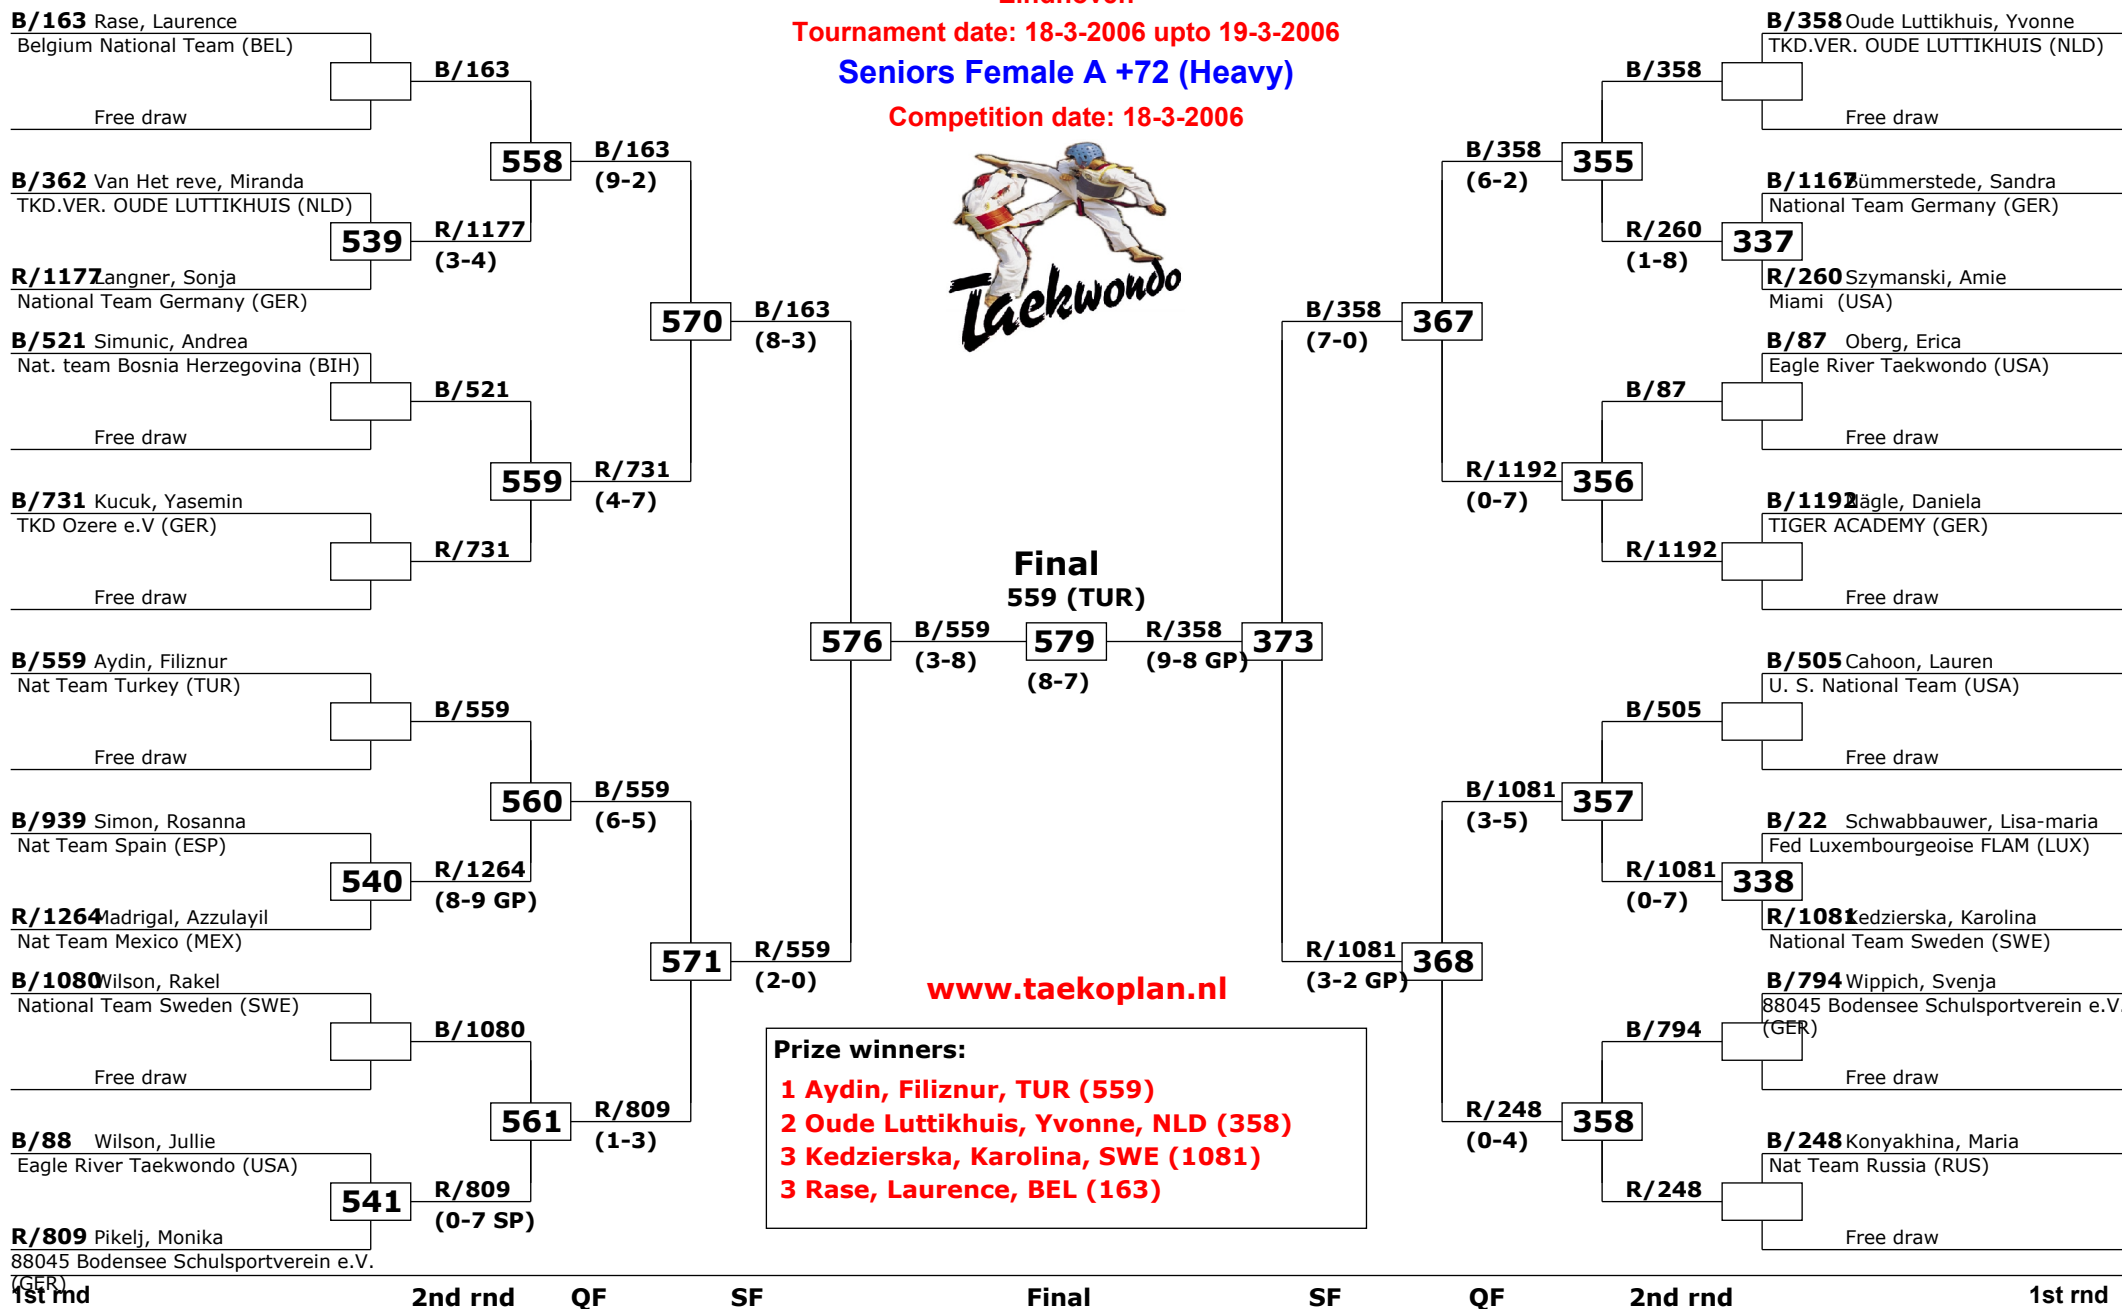 Eindhoven
Tournament date: 18-3-2006 upto 19-3-2006
Seniors Female A +72 (Heavy)
Competition date: 18-3-2006
Taekwondo
B/163 Rase, Laurence
Belgium National Team (BEL)
Free draw
B/362 Van Het reve, Miranda
TKD.VER. OUDE LUTTIKHUIS (NLD)
539
R/1177 Langner, Sonja
National Team Germany (GER)
B/521 Simunic, Andrea
Nat. team Bosnia Herzegovina (BIH)
Free draw
B/731 Kucuk, Yasemin
TKD Ozere e.V (GER)
Free draw
B/559 Aydin, Filiznur
Nat Team Turkey (TUR)
Free draw
B/939 Simon, Rosanna
Nat Team Spain (ESP)
540
R/1264 Madrigal, Azzulayil
Nat Team Mexico (MEX)
B/1080 Wilson, Rakel
National Team Sweden (SWE)
Free draw
B/88 Wilson, Jullie
Eagle River Taekwondo (USA)
541
R/809 Pikelj, Monika
88045 Bodensee Schulsportverein e.V.
(GER)
B/163
558
R/1177
(3-4)
B/521
559
R/731
B/559
560
R/1264
(8-9 GP)
B/1080
561
R/809
(0-7 SP)
B/163
(9-2)
570
R/731
(4-7)
B/559
(6-5)
571
R/809
(1-3)
B/163
(8-3)
576
R/559
(2-0)
Final
559 (TUR)
B/559
(3-8)
579
(8-7)
R/358
(9-8 GP)
373
B/358
(7-0)
367
R/1081
(3-2 GP)
368
B/358
(6-2)
355
R/1192
(0-7)
356
B/1081
(3-5)
357
R/248
(0-4)
358
B/358
R/260
(1-8)
B/87
R/1192
B/505
R/1081
(0-7)
B/794
R/248
B/358 Oude Luttikhuis, Yvonne
TKD.VER. OUDE LUTTIKHUIS (NLD)
Free draw
B/1167 Bümmerstede, Sandra
National Team Germany (GER)
337
R/260 Szymanski, Amie
Miami (USA)
B/87 Oberg, Erica
Eagle River Taekwondo (USA)
Free draw
B/1192 Nägle, Daniela
TIGER ACADEMY (GER)
Free draw
B/505 Cahoon, Lauren
U. S. National Team (USA)
Free draw
B/22 Schwabbauwer, Lisa-maria
Fed Luxembourgeoise FLAM (LUX)
338
R/1081 Kedzierska, Karolina
National Team Sweden (SWE)
B/794 Wippich, Svenja
88045 Bodensee Schulsportverein e.V.
(GER)
Free draw
B/248 Konyakhina, Maria
Nat Team Russia (RUS)
Free draw
www.taekoplan.nl
Prize winners:
1 Aydin, Filiznur, TUR (559)
2 Oude Luttikhuis, Yvonne, NLD (358)
3 Kedzierska, Karolina, SWE (1081)
3 Rase, Laurence, BEL (163)
1st rnd 2nd rnd QF SF Final SF QF 2nd rnd 1st rnd